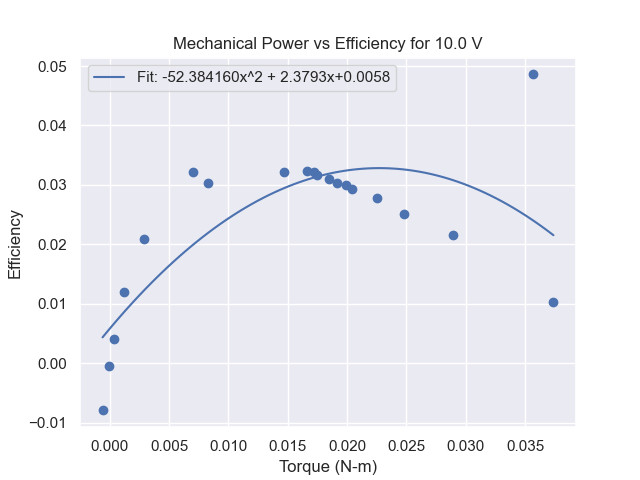 Mechanical Power vs Efficiency for 10.0 V
Fit: -52.384160x^2 + 2.3793x+0.0058
0.05
0.04
0.03
0.02
0.01
0.00
−0.01
Efficiency
0.000 0.005 0.010 0.015 0.020 0.025 0.030 0.035
Torque (N-m)